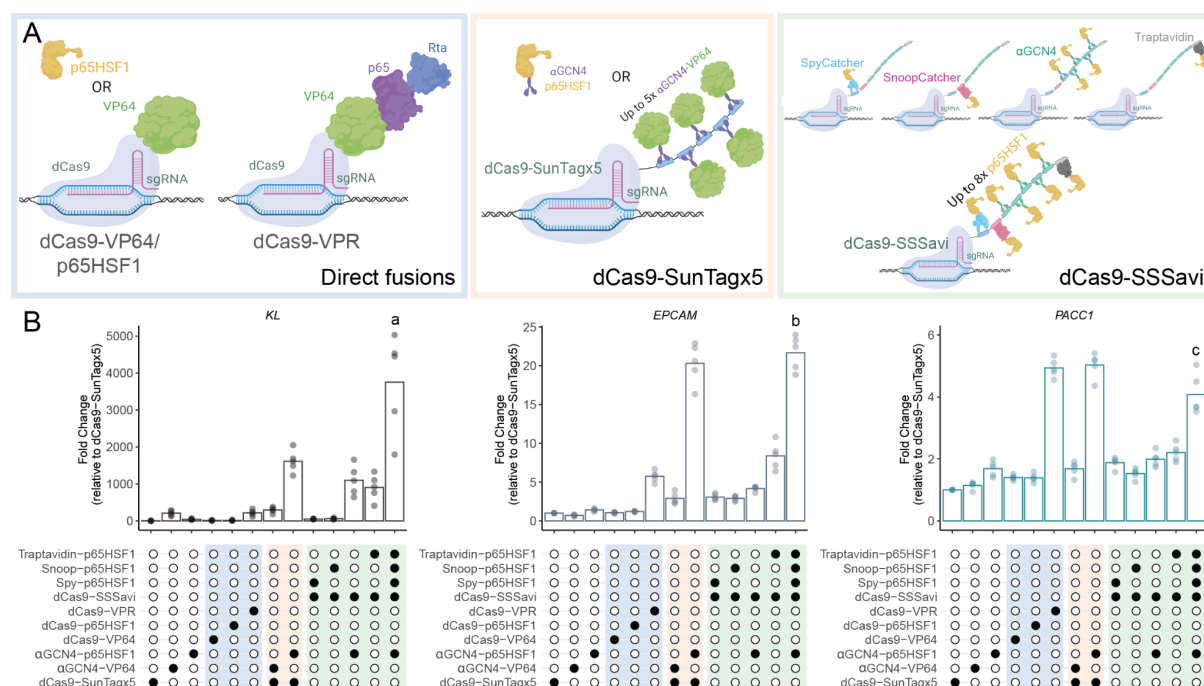 A
p65HSF1
OR
VP64
dCas9
sgRNA
dCas9-VP64/
p65HSF1
Rta
p65
VP64
dCas9
sgRNA
dCas9-VPR
Direct fusions
αGCN4
p65HSF1
OR
Up to 5x αGCN4-VP64
dCas9-SunTagx5
sgRNA
dCas9-SunTagx5
SpyCatcher
sgRNA
SnoopCatcher
sgRNA
αGCN4
sgRNA
Traptavidin
sgRNA
Up to 8x p65HSF1
dCas9-SSSavi
sgRNA
dCas9-SSSavi
B
KL
a
Fold Change
(relative to dCas9−SunTagx5)
5000
4000
3000
2000
1000
0
Traptavidin−p65HSF1
Snoop−p65HSF1
Spy−p65HSF1
dCas9−SSSavi
dCas9−VPR
dCas9−p65HSF1
dCas9−VP64
αGCN4−p65HSF1
αGCN4−VP64
dCas9−SunTagx5
EPCAM
b
Fold Change
(relative to dCas9−SunTagx5)
25
20
15
10
5
0
Traptavidin−p65HSF1
Snoop−p65HSF1
Spy−p65HSF1
dCas9−SSSavi
dCas9−VPR
dCas9−p65HSF1
dCas9−VP64
αGCN4−p65HSF1
αGCN4−VP64
dCas9−SunTagx5
PACC1
c
Fold Change
(relative to dCas9−SunTagx5)
6
4
2
0
Traptavidin−p65HSF1
Snoop−p65HSF1
Spy−p65HSF1
dCas9−SSSavi
dCas9−VPR
dCas9−p65HSF1
dCas9−VP64
αGCN4−p65HSF1
αGCN4−VP64
dCas9−SunTagx5